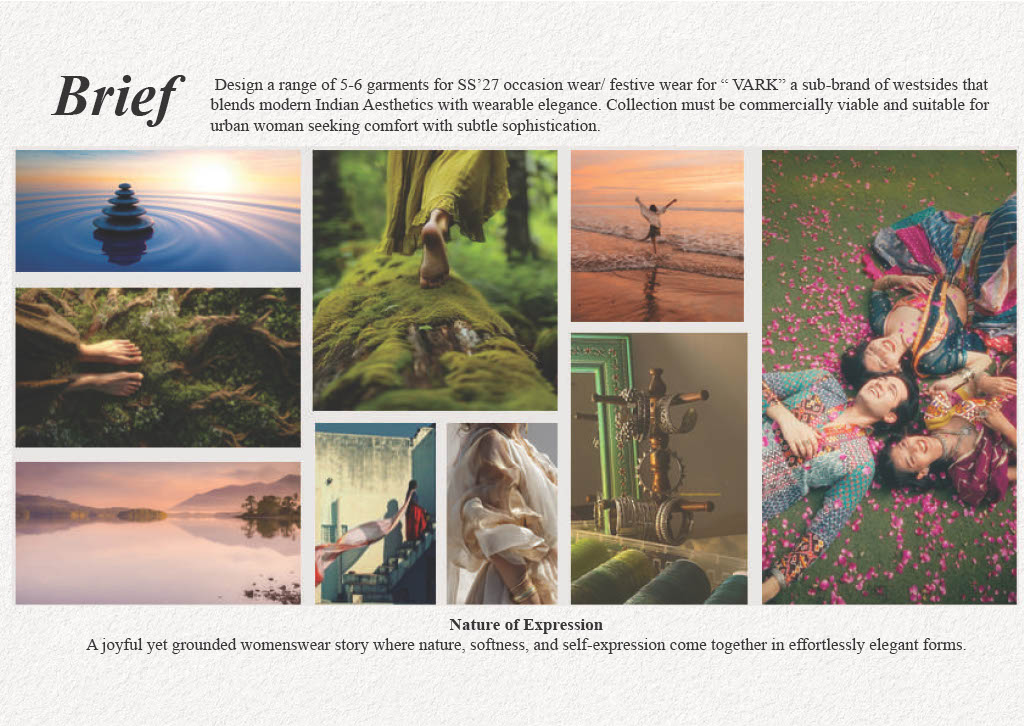 Brief
Design a range of 5-6 garments for SS’27 occasion wear/ festive wear for “ VARK” a sub-brand of westsides that
blends modern Indian Aesthetics with wearable elegance. Collection must be commercially viable and suitable for
urban woman seeking comfort with subtle sophistication.
Nature of Expression
A joyful yet grounded womenswear story where nature, softness, and self-expression come together in effortlessly elegant forms.